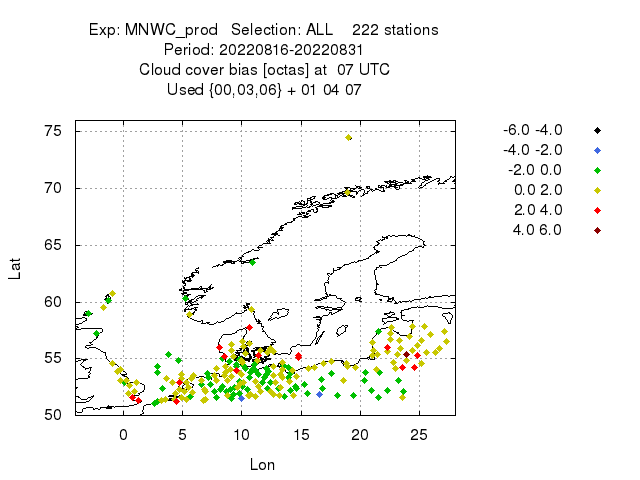 Exp: MNWC_prod   Selection: ALL    222 stations
Period: 20220816-20220831
Cloud cover bias [octas] at  07 UTC
Used {00,03,06} + 01 04 07
75
70
65
60
55
50
Lat
0 5 10 15 20 25
Lon
-6.0 -4.0
-4.0 -2.0
-2.0 0.0
0.0 2.0
2.0 4.0
4.0 6.0